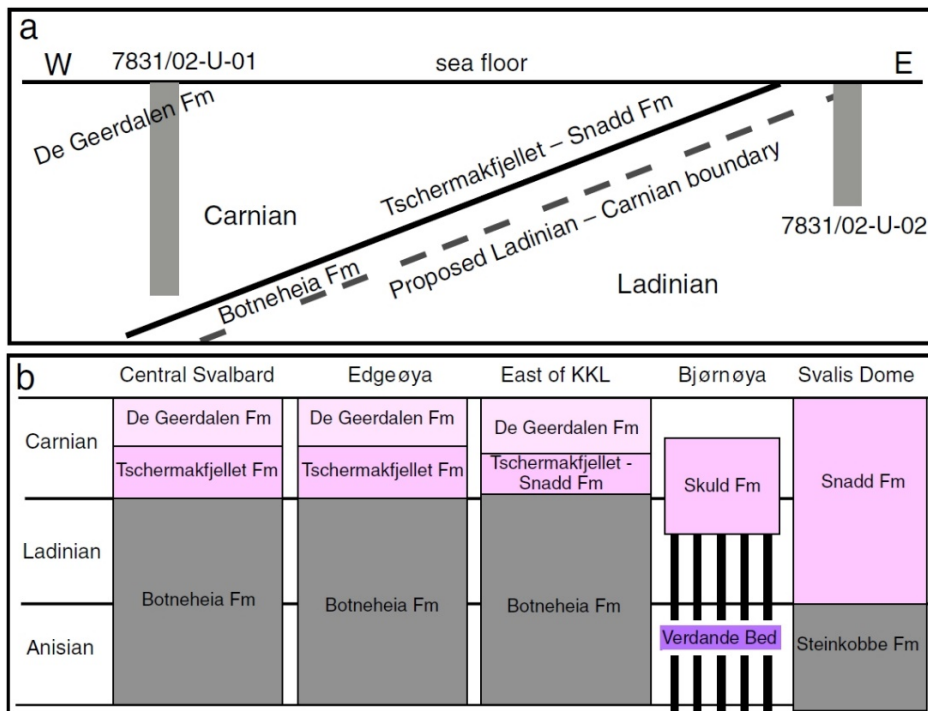 a
W
7831/02-U-01
sea floor
E
De Geerdalen Fm
Tschermakfjellet – Snadd Fm
Carnian
Botneheia Fm
Proposed Ladinian – Carnian boundary
7831/02-U-02
Ladinian
b
Central Svalbard
Edgeøya
East of KKL
Bjørnøya
Svalis Dome
Carnian
De Geerdalen Fm
De Geerdalen Fm
De Geerdalen Fm
Tschermakfjellet Fm
Tschermakfjellet Fm
Tschermakfjellet -
Snadd Fm
Skuld Fm
Snadd Fm
Ladinian
Botneheia Fm
Botneheia Fm
Botneheia Fm
Anisian
Verdande Bed
Steinkobbe Fm